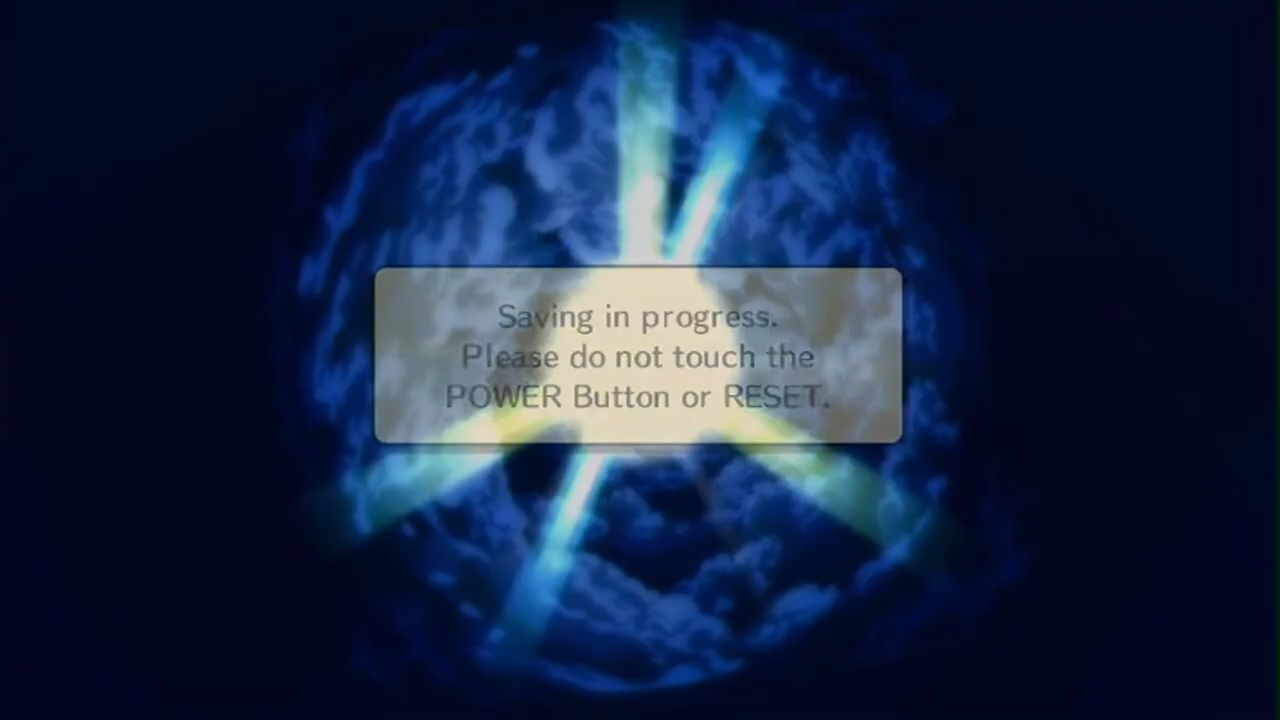 Saving in progress.
Please do not touch the
POWER Button or RESET.